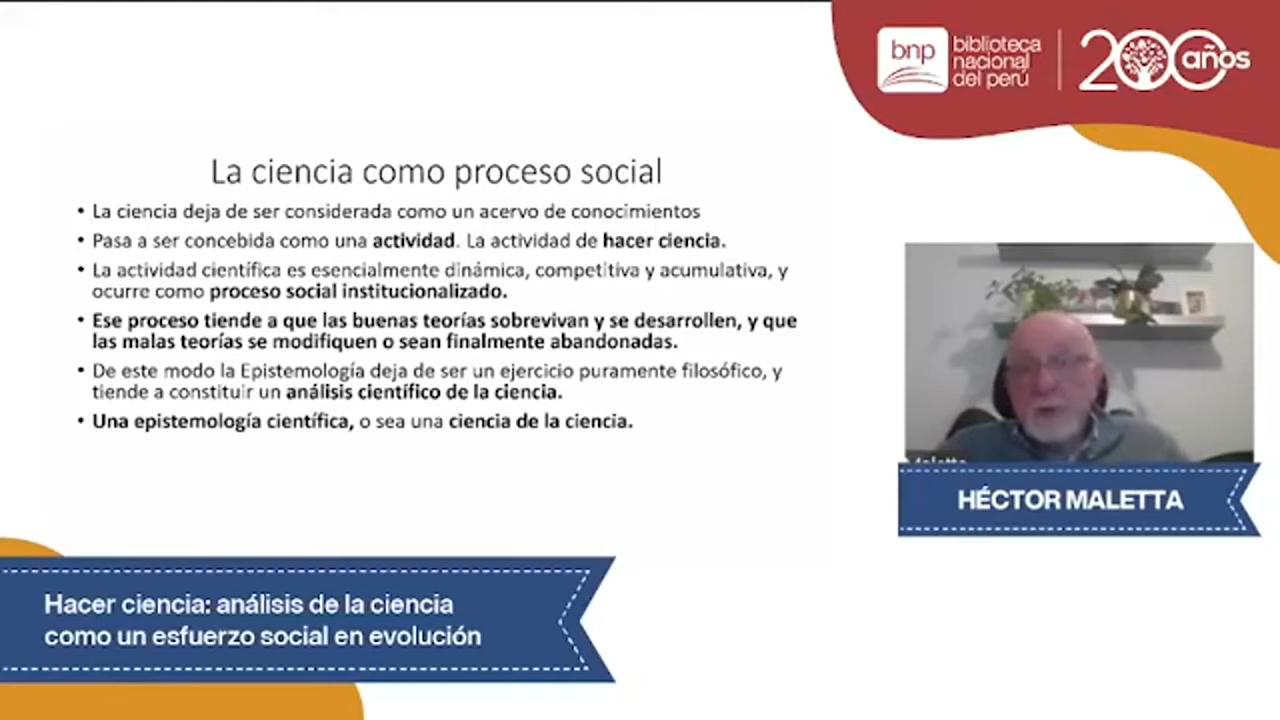 bnp
biblioteca
nacional
del perú
200 años
La ciencia como proceso social
• La ciencia deja de ser considerada como un acervo de conocimientos
• Pasa a ser concebida como una actividad. La actividad de hacer ciencia.
• La actividad científica es esencialmente dinámica, competitiva y acumulativa, y
ocurre como proceso social institucionalizado.
• Ese proceso tiende a que las buenas teorías sobrevivan y se desarrollen, y que
las malas teorías se modifiquen o sean finalmente abandonadas.
• De este modo la Epistemología deja de ser un ejercicio puramente filosófico, y
tiende a constituir un análisis científico de la ciencia.
• Una epistemología científica, o sea una ciencia de la ciencia.
HÉCTOR MALETTA
Hacer ciencia: análisis de la ciencia
como un esfuerzo social en evolución